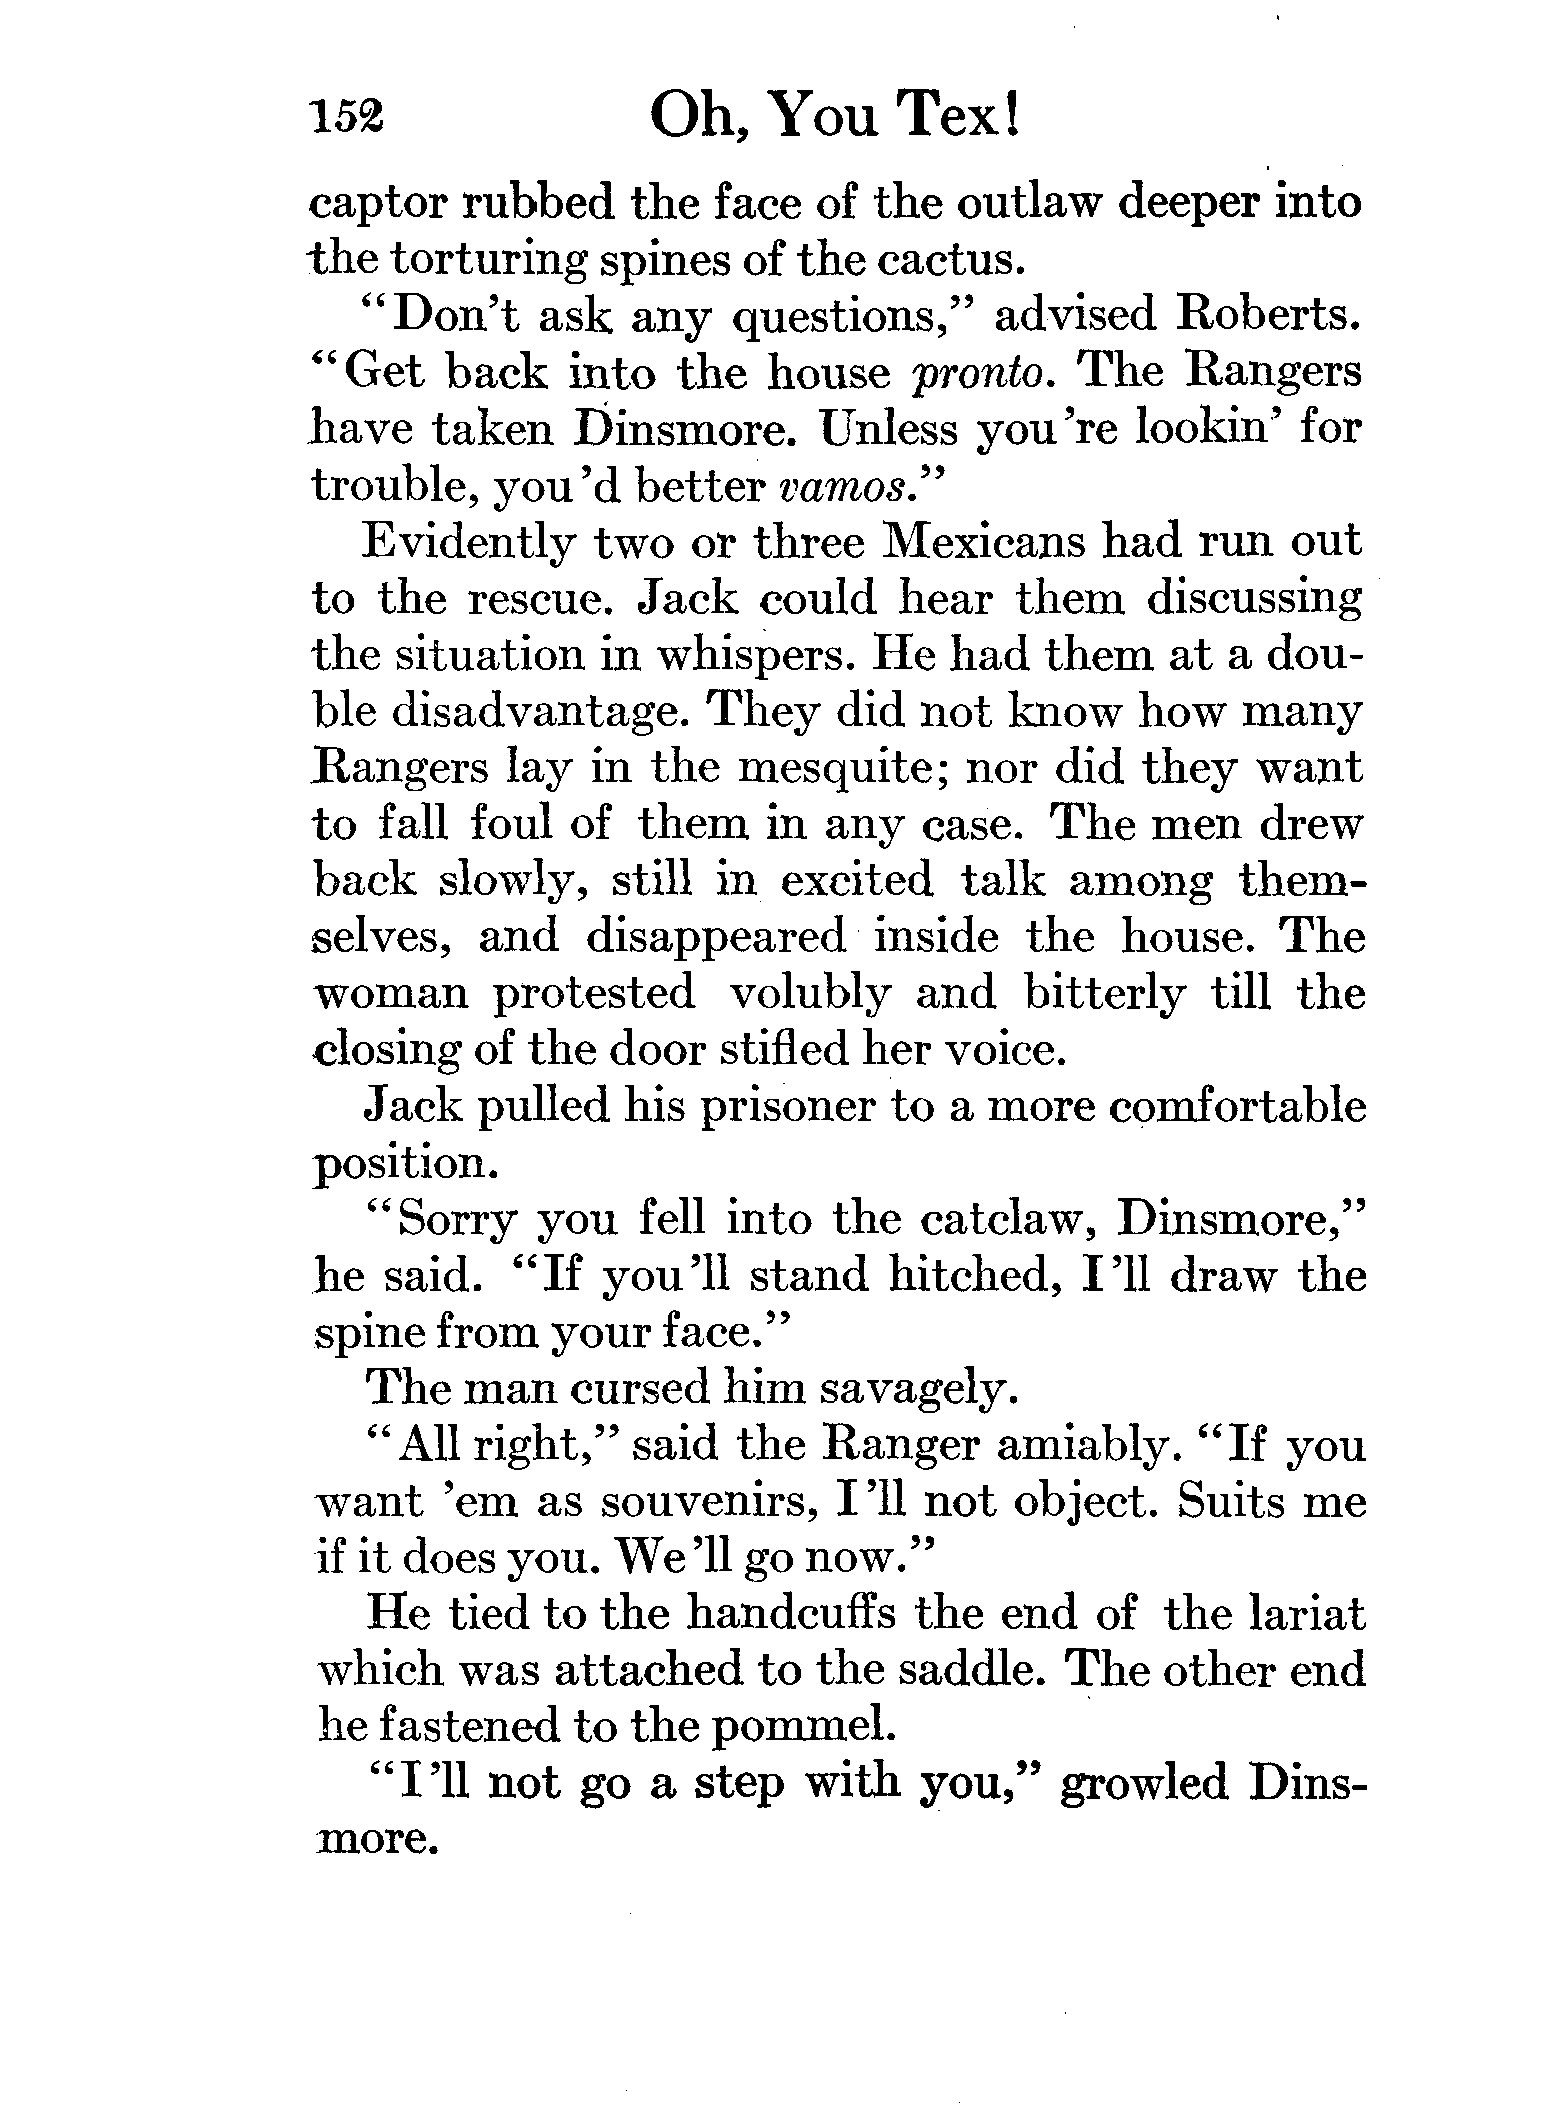 152 Oh, You Tex!
captor rubbed the face of the outlaw deeper into
the torturing spines of the cactus.
“Don't ask any questions,” advised Roberts.
“Get back into the house pronto. The Rangers
have taken Dinsmore. Unless you're lookin' for
trouble, you'd better vamos.”
Evidently two or three Mexicans had run out
to the rescue. Jack could hear them discussing
the situation in whispers. He had them at a dou-
ble disadvantage. They did not know how many
Rangers lay in the mesquite; nor did they want
to fall foul of them in any case. The men drew
back slowly, still in excited talk among them-
selves, and disappeared inside the house. The
woman protested volubly and bitterly till the
closing of the door stifled her voice.
Jack pulled his prisoner to a more comfortable
position.
“Sorry you fell into the catclaw, Dinsmore,”
he said. “If you'll stand hitched, I'll draw the
spine from your face.”
The man cursed him savagely.
“All right,” said the Ranger amiably. “If you
want 'em as souvenirs, I'll not object. Suits me
if it does you. We'll go now.”
He tied to the handcuffs the end of the lariat
which was attached to the saddle. The other end
he fastened to the pommel.
“I'll not go a step with you,” growled Dins-
more.